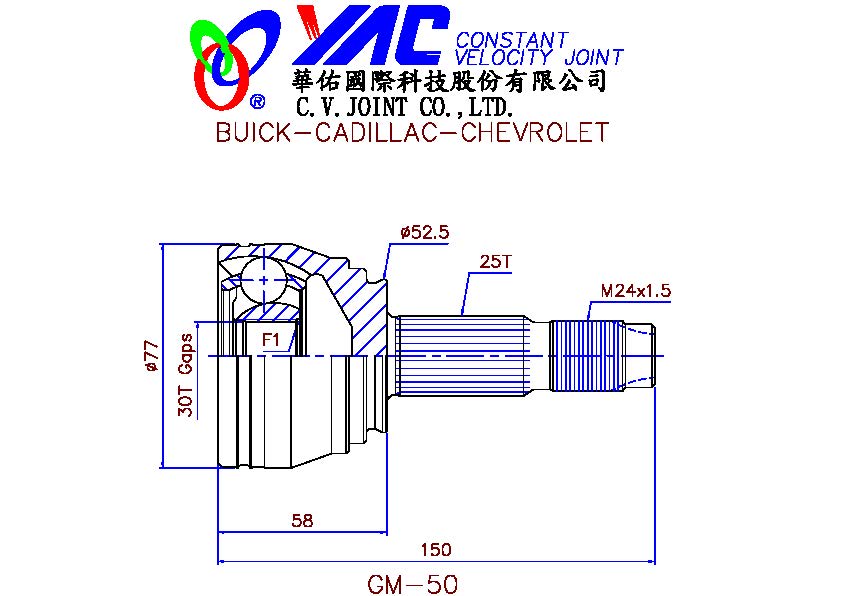 YAC CONSTANT
VELOCITY JOINT
®
華佑國際科技股份有限公司
C.V.JOINT CO.,LTD.
BUICK-CADILLAC-CHEVROLET
ø52.5
25T
M24x1.5
F1
ø77
30T Gaps
58
150
GM-50